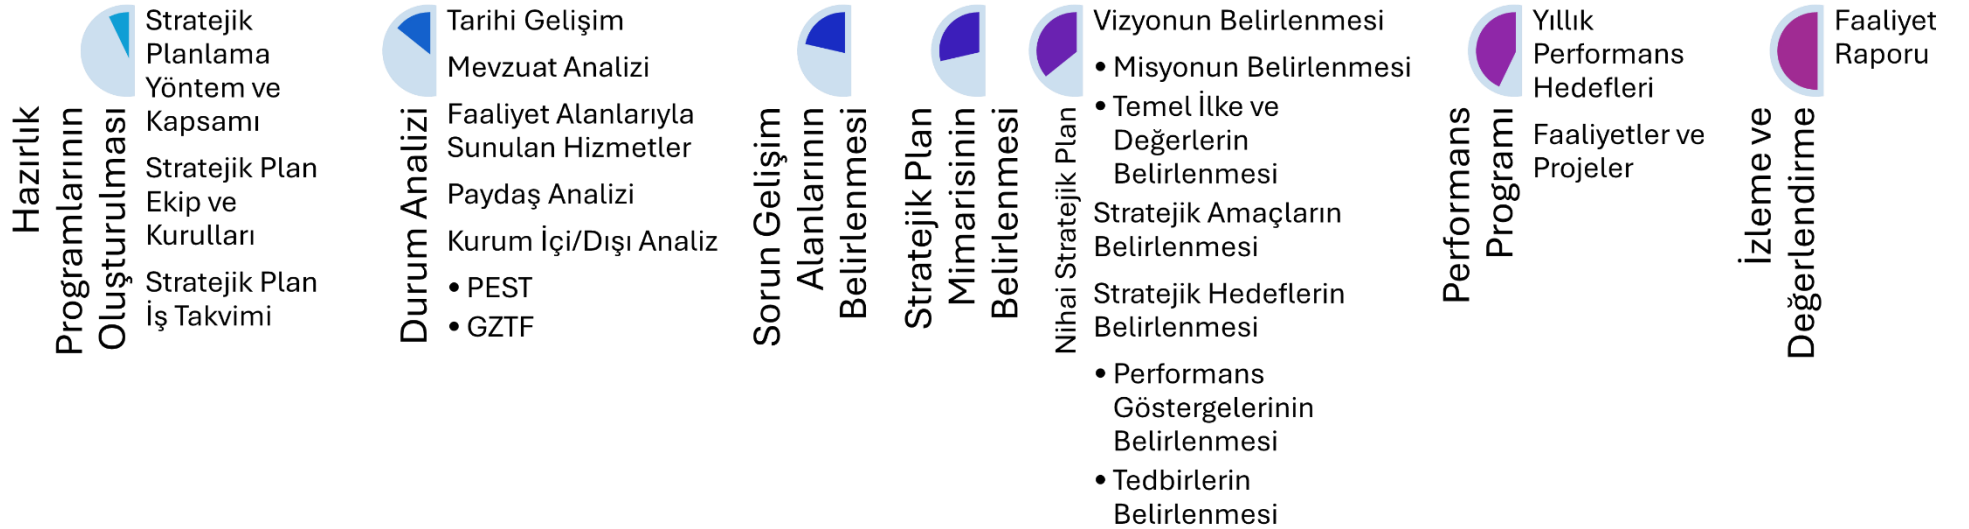 Hazırlık
Programlarının
Oluşturulması
Stratejik
Planlama
Yöntem ve
Kapsamı
Stratejik Plan
Ekip ve
Kurulları
Stratejik Plan
İş Takvimi
Durum Analizi
Tarihi Gelişim
Mevzuat Analizi
Faaliyet Alanlarıyla
Sunulan Hizmetler
Paydaş Analizi
Kurum İçi/Dışı Analiz
• PEST
• GZTF
Sorun Gelişim
Alanlarının
Belirlenmesi
Stratejik Plan
Mimarisinin
Belirlenmesi
Nihai Stratejik Plan
Vizyonun Belirlenmesi
• Misyonun Belirlenmesi
• Temel İlke ve
Değerlerin
Belirlenmesi
Stratejik Amaçların
Belirlenmesi
Stratejik Hedeflerin
Belirlenmesi
• Performans
Göstergelerinin
Belirlenmesi
• Tedbirlerin
Belirlenmesi
Performans
Programı
Yıllık
Performans
Hedefleri
Faaliyetler ve
Projeler
İzleme ve
Değerlendirme
Faaliyet
Raporu